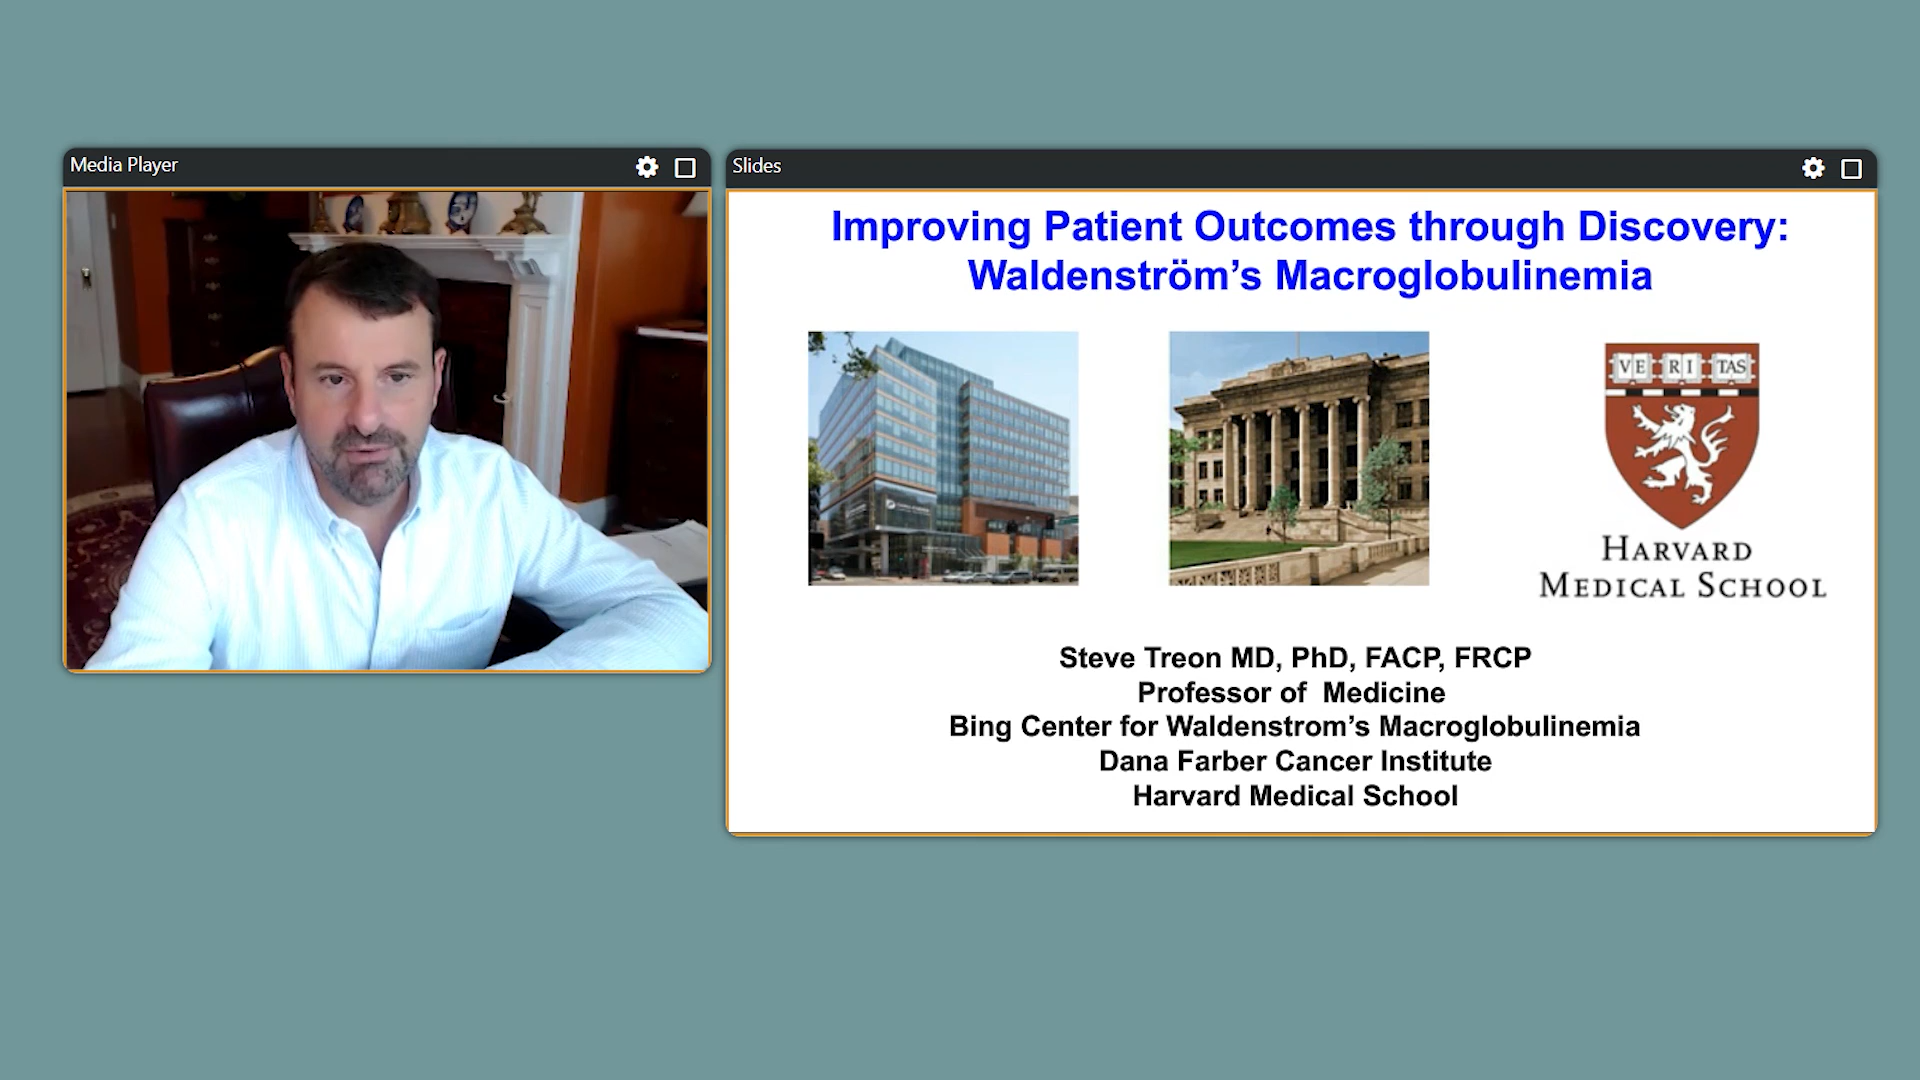 Media Player
Slides
Improving Patient Outcomes through Discovery:
Waldenström’s Macroglobulinemia
VE RI TAS
HARVARD
MEDICAL SCHOOL
Steve Treon MD, PhD, FACP, FRCP
Professor of Medicine
Bing Center for Waldenstrom’s Macroglobulinemia
Dana Farber Cancer Institute
Harvard Medical School